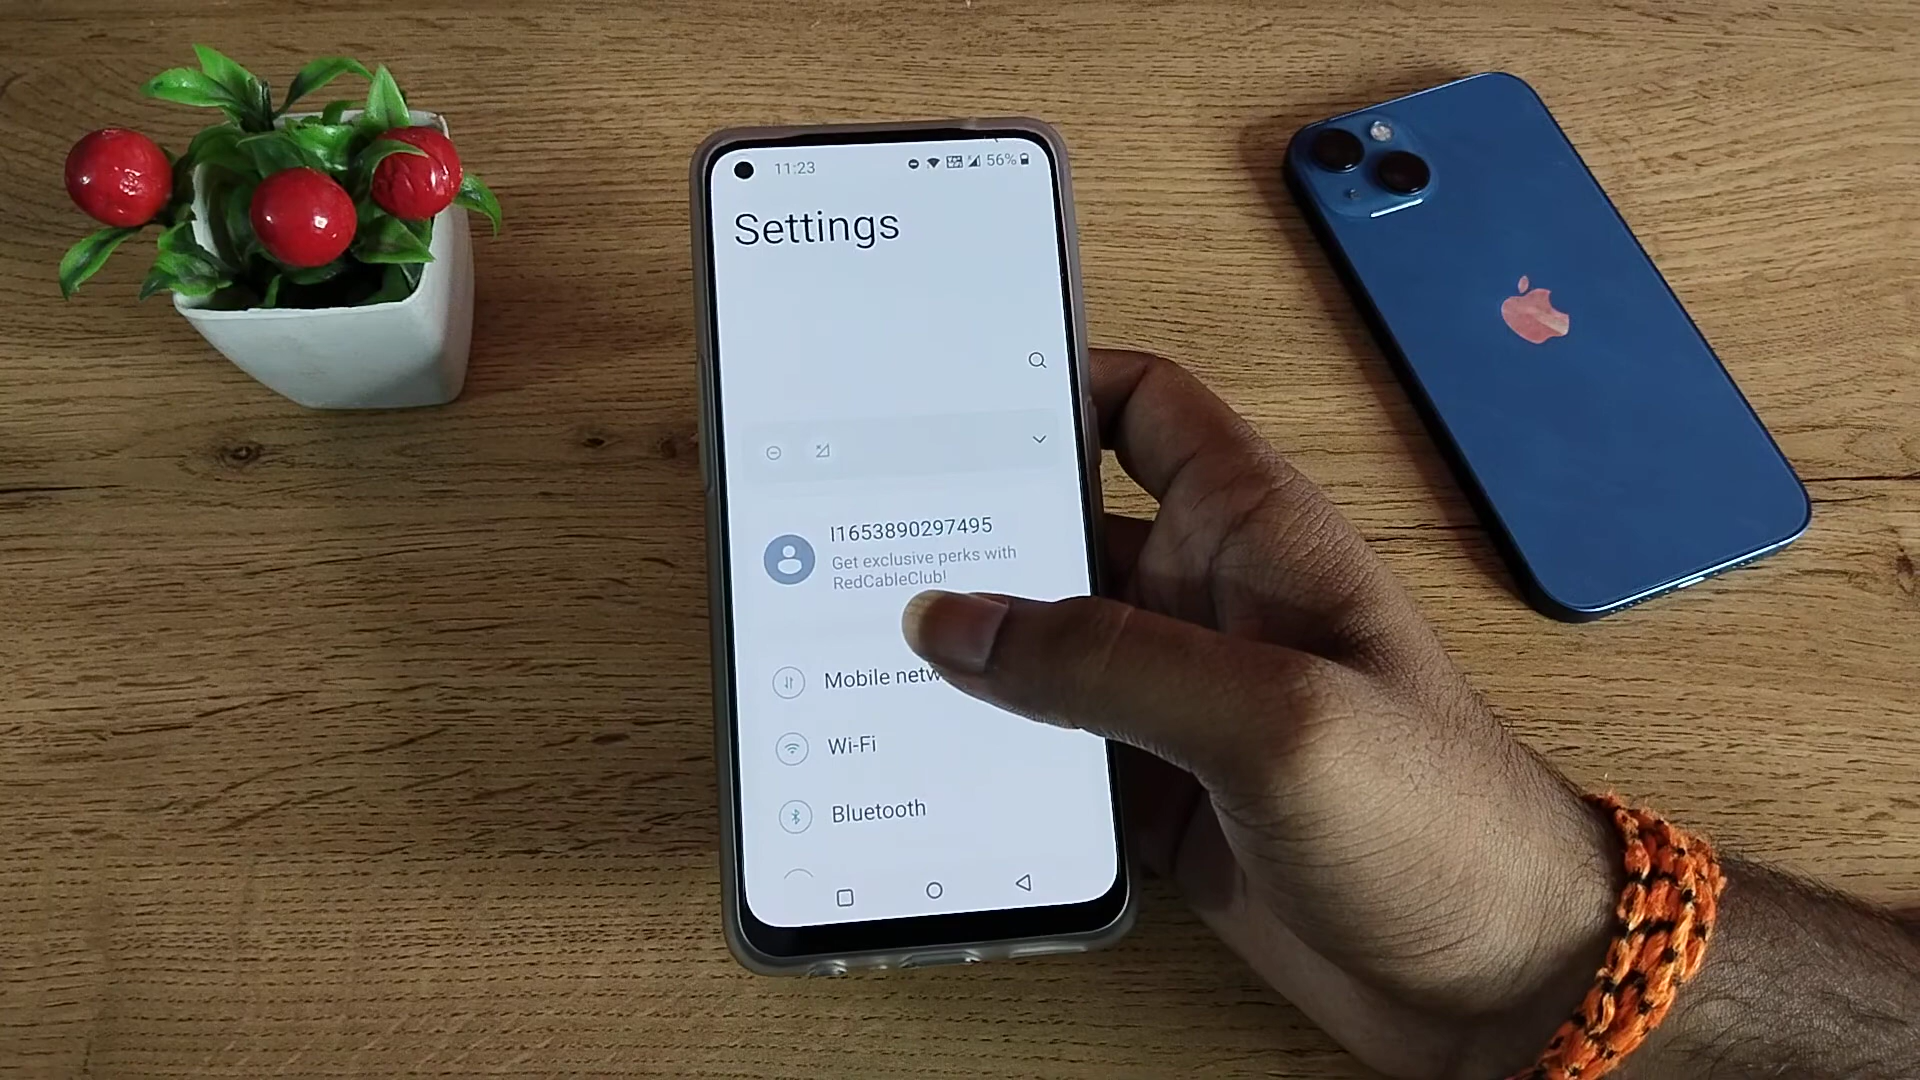 11:23
56%
Settings
I1653890297495
Get exclusive perks with
RedCableClub!
Mobile netw
Wi-Fi
Bluetooth